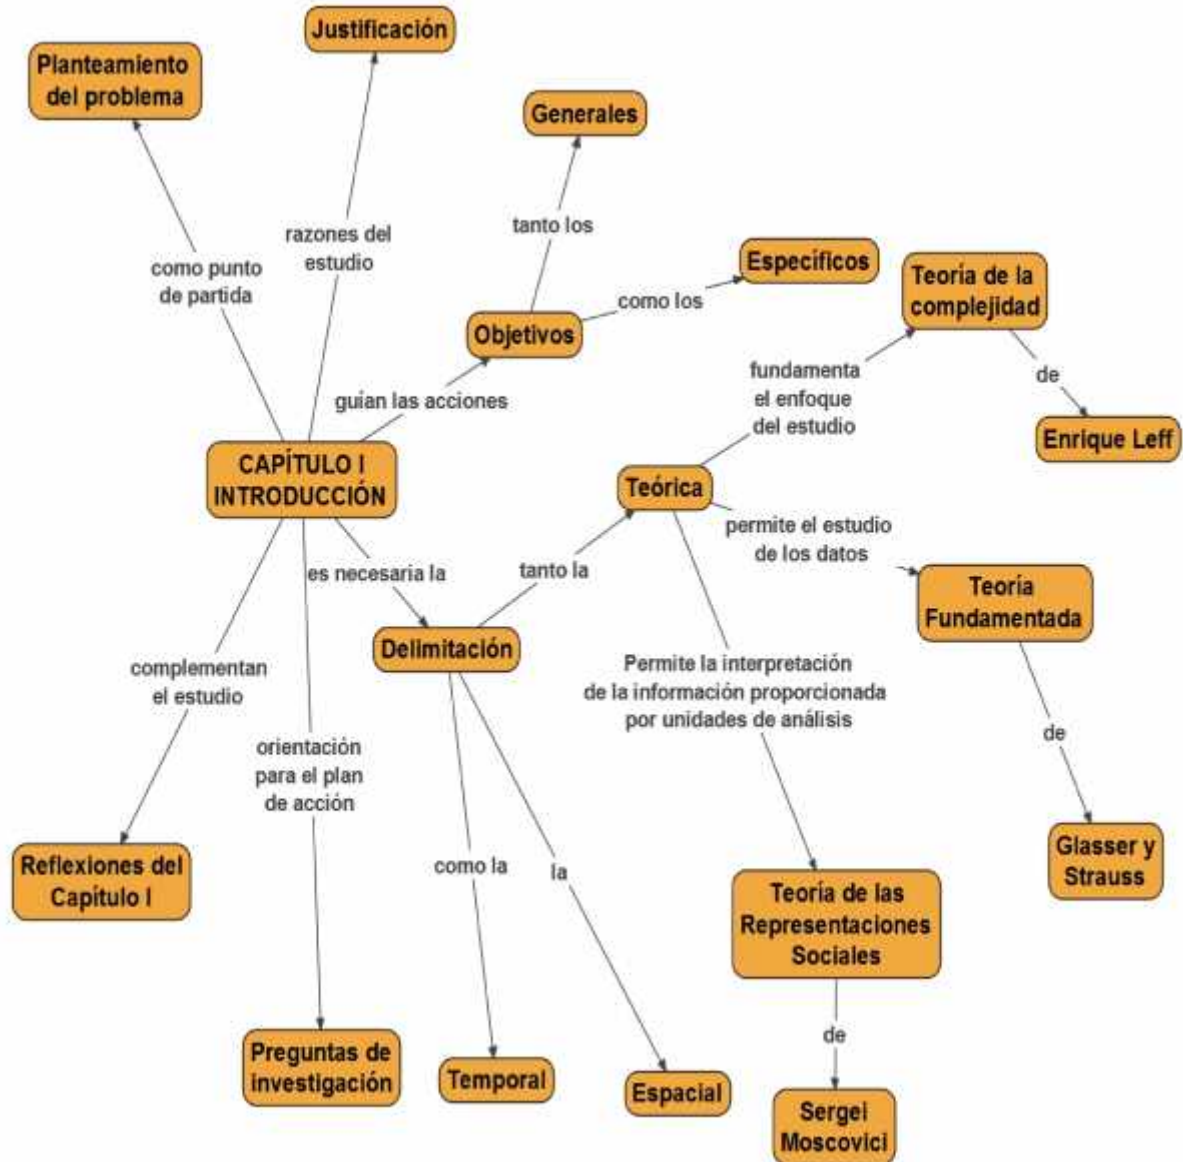 Justificación
Planteamiento
del problema
Generales
tanto los
razones del
estudio
como punto
de partida
Específicos
como los
Objetivos
guían las acciones
Teoría de la
complejidad
fundamenta
el enfoque
del estudio
de
Enrique Leff
CAPÍTULO I
INTRODUCCIÓN
Teórica
permite el estudio
de los datos
es necesaria la
tanto la
Teoría
Fundamentada
Delimitación
complementan
el estudio
Permite la interpretación
de la información proporcionada
por unidades de análisis
de
orientación
para el plan
de acción
Reflexiones del
Capítulo I
como la
la
Glasser y
Strauss
Teoría de las
Representaciones
Sociales
de
Preguntas de
investigación
Temporal
Espacial
Sergei
Moscovici